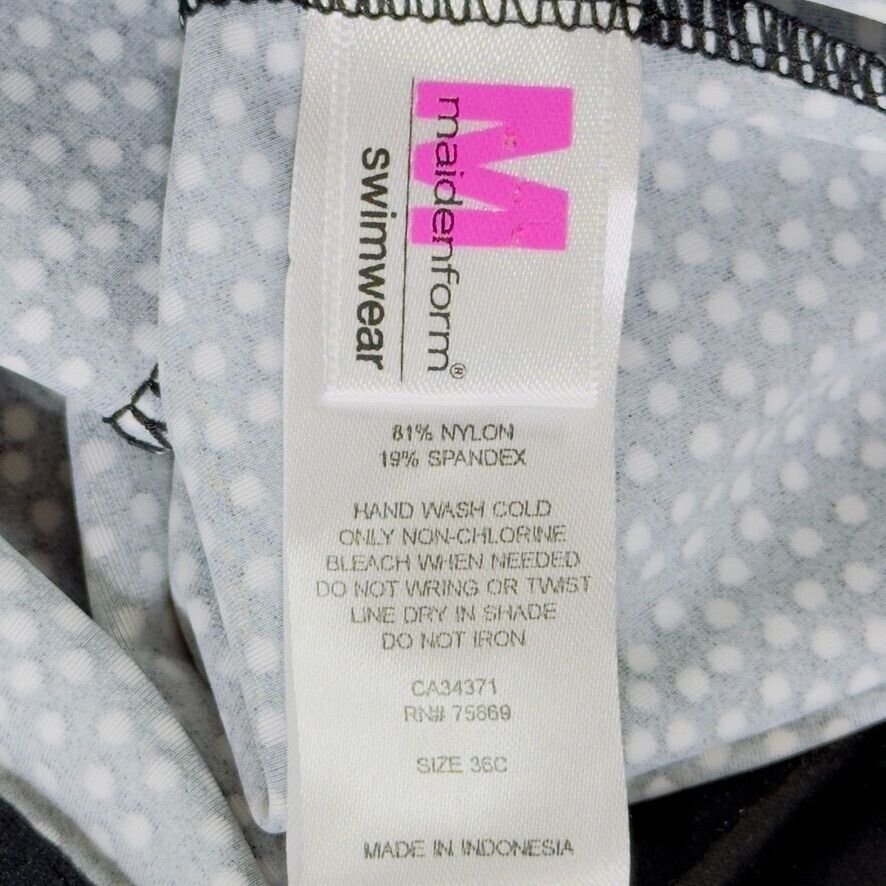 M
maidenform®
swimwear
81% NYLON
19% SPANDEX
HAND WASH COLD
ONLY NON-CHLORINE
BLEACH WHEN NEEDED
DO NOT WRING OR TWIST
LINE DRY IN SHADE
DO NOT IRON
CA34371
RN# 75869
SIZE 36C
MADE IN INDONESIA